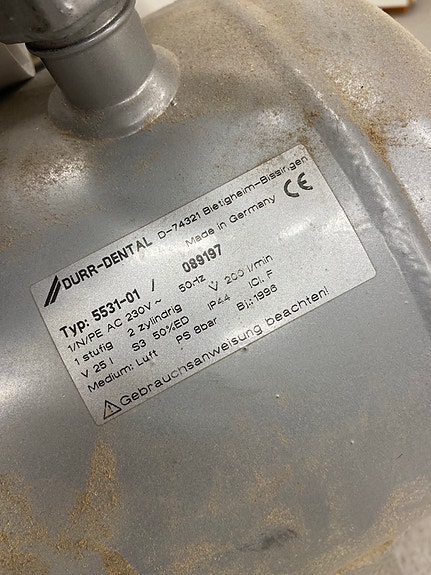 DÜRR-DENTAL D-74321 Bietigheim-Bissingen
Made in Germany CE
Typ: 5531-01 / 089197
1/N/PE AC 230V~ 50Hz V̇ 200 l/min
1 stufig 2 zylindrig IP44 ICl. F
V 25 l S3 50%ED PS 8bar Bj.:1996
Medium: Luft
Gebrauchsanweisung beachten!